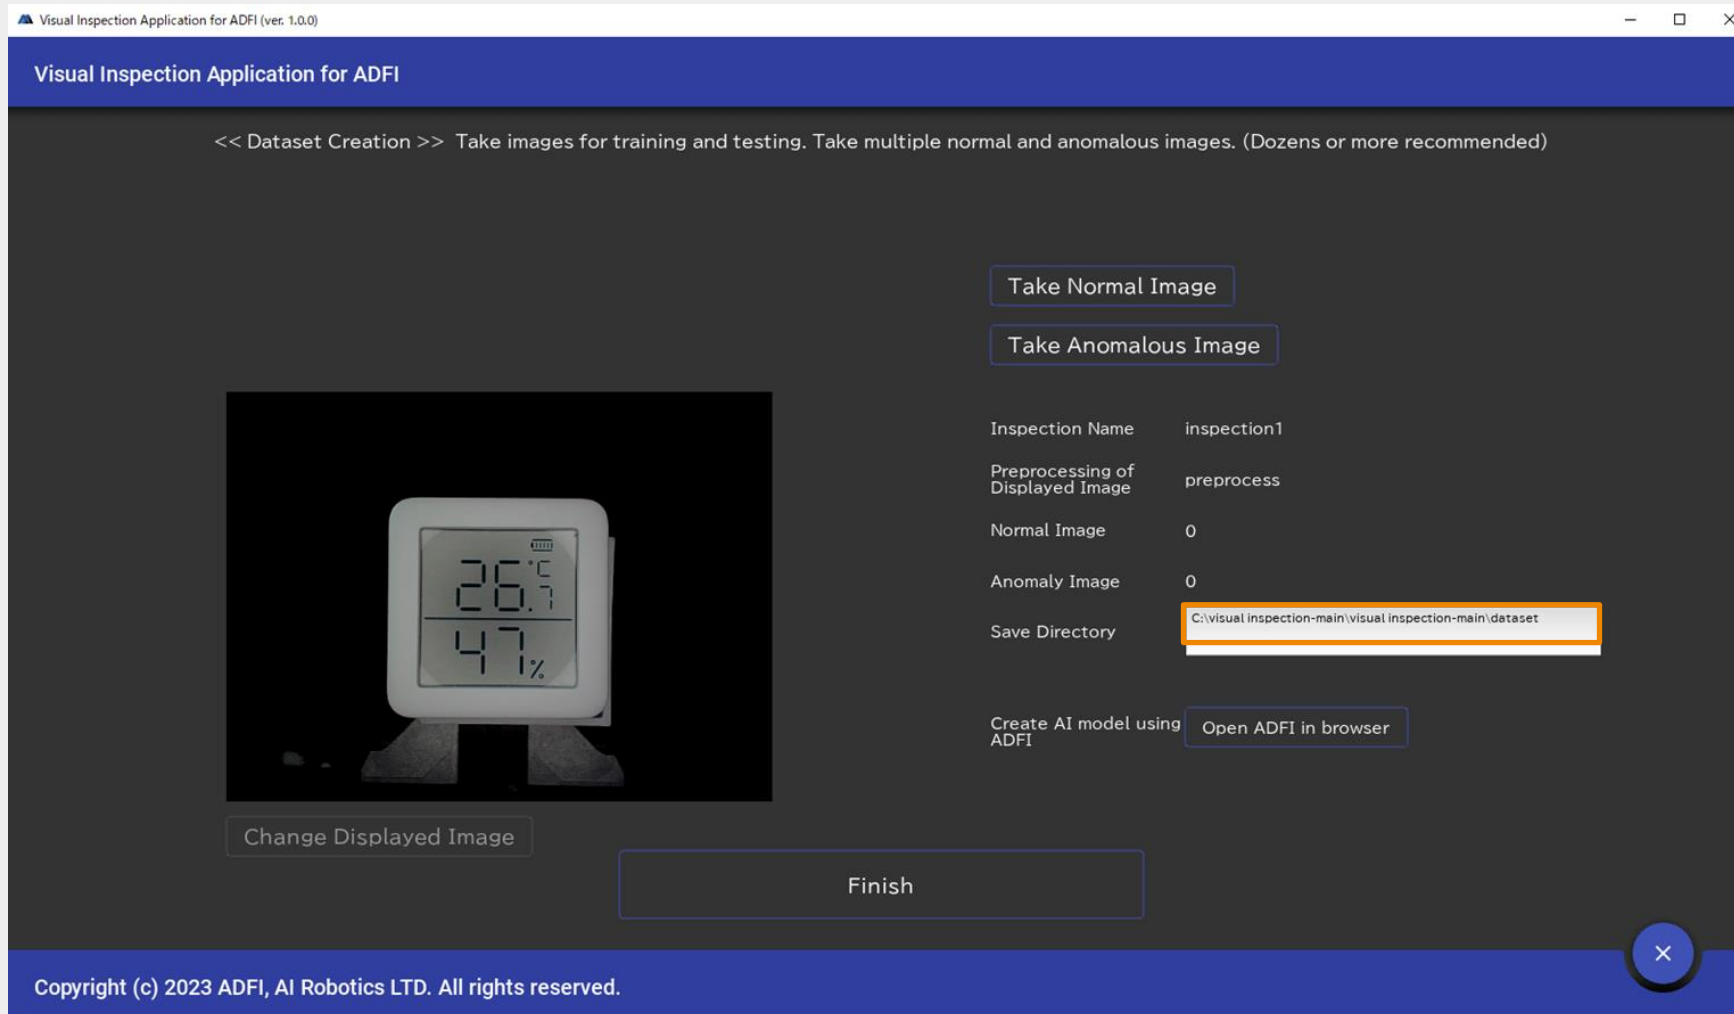 Visual Inspection Application for ADFI (ver. 1.0.0)
Visual Inspection Application for ADFI
<< Dataset Creation >> Take images for training and testing. Take multiple normal and anomalous images. (Dozens or more recommended)
Take Normal Image
Take Anomalous Image
Inspection Name inspection1
Preprocessing of
Displayed Image preprocess
Normal Image 0
Anomaly Image 0
Save Directory C:\visual inspection-main\visual inspection-main\dataset
Create AI model using
ADFI
Open ADFI in browser
26.7 °C
47%
Change Displayed Image
Finish
Copyright (c) 2023 ADFI, AI Robotics LTD. All rights reserved.